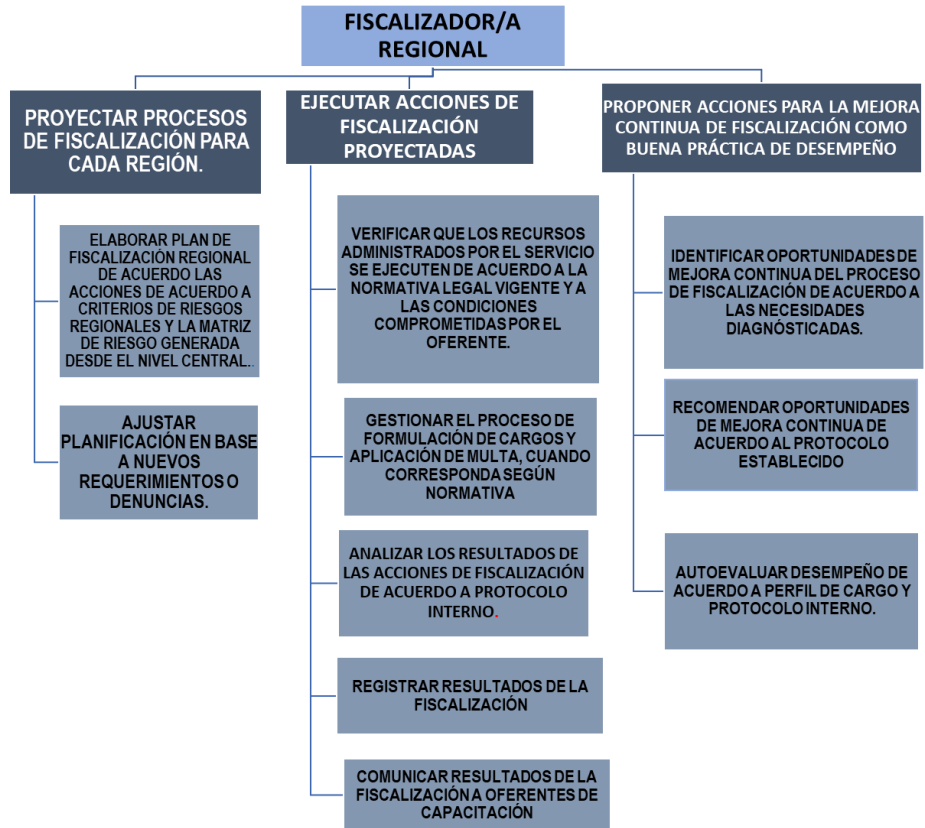 FISCALIZADOR/A
REGIONAL
PROYECTAR PROCESOS
DE FISCALIZACIÓN PARA
CADA REGIÓN.
ELABORAR PLAN DE
FISCALIZACIÓN REGIONAL
DE ACUERDO LAS
ACCIONES DE ACUERDO A
CRITERIOS DE RIESGOS
REGIONALES Y LA MATRIZ
DE RIESGO GENERADA
DESDE EL NIVEL CENTRAL..
AJUSTAR
PLANIFICACIÓN EN BASE
A NUEVOS
REQUERIMIENTOS O
DENUNCIAS.
EJECUTAR ACCIONES DE
FISCALIZACIÓN
PROYECTADAS
VERIFICAR QUE LOS RECURSOS
ADMINISTRADOS POR EL SERVICIO
SE EJECUTEN DE ACUERDO A LA
NORMATIVA LEGAL VIGENTE Y A
LAS CONDICIONES
COMPROMETIDAS POR EL
OFERENTE.
GESTIONAR EL PROCESO DE
FORMULACIÓN DE CARGOS Y
APLICACIÓN DE MULTA, CUANDO
CORRESPONDA SEGÚN
NORMATIVA
ANALIZAR LOS RESULTADOS DE
LAS ACCIONES DE FISCALIZACIÓN
DE ACUERDO A PROTOCOLO
INTERNO.
REGISTRAR RESULTADOS DE LA
FISCALIZACIÓN
COMUNICAR RESULTADOS DE LA
FISCALIZACIÓN A OFERENTES DE
CAPACITACIÓN
PROPONER ACCIONES PARA LA MEJORA
CONTINUA DE FISCALIZACIÓN COMO
BUENA PRÁCTICA DE DESEMPEÑO
IDENTIFICAR OPORTUNIDADES DE
MEJORA CONTINUA DEL PROCESO
DE FISCALIZACIÓN DE ACUERDO A
LAS NECESIDADES
DIAGNÓSTICADAS.
RECOMENDAR OPORTUNIDADES
DE MEJORA CONTINUA DE
ACUERDO AL PROTOCOLO
ESTABLECIDO
AUTOEVALUAR DESEMPEÑO DE
ACUERDO A PERFIL DE CARGO Y
PROTOCOLO INTERNO.